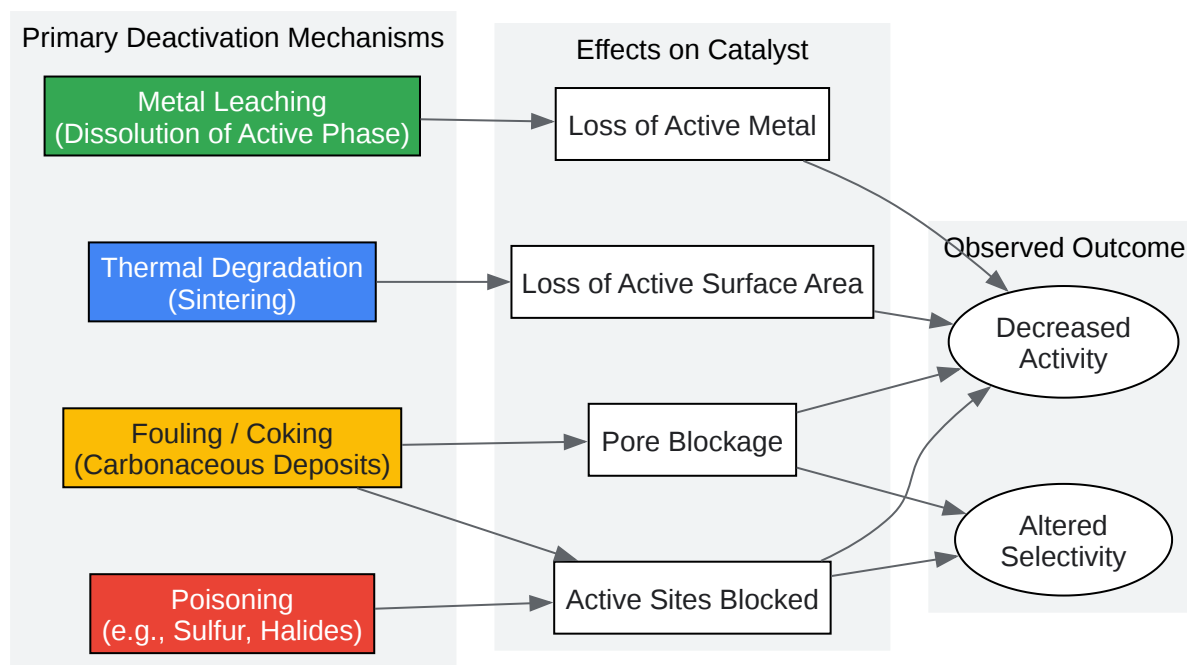 Primary Deactivation Mechanisms
Metal Leaching
(Dissolution of Active Phase)
Thermal Degradation
(Sintering)
Fouling / Coking
(Carbonaceous Deposits)
Poisoning
(e.g., Sulfur, Halides)
Effects on Catalyst
Loss of Active Metal
Loss of Active Surface Area
Pore Blockage
Active Sites Blocked
Observed Outcome
Decreased
Activity
Altered
Selectivity